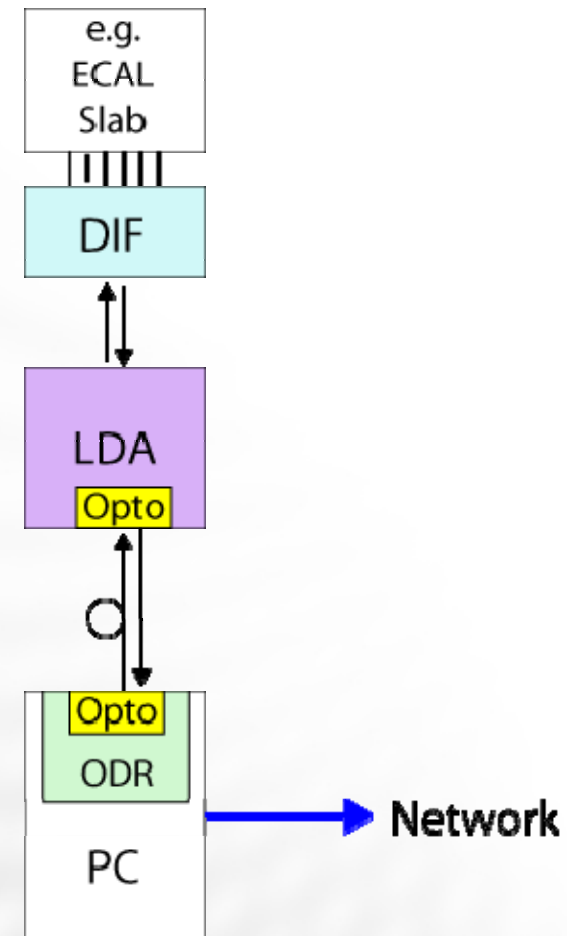 e.g.
ECAL
Slab
DIF
LDA
Opto
Opto
ODR
Network
PC